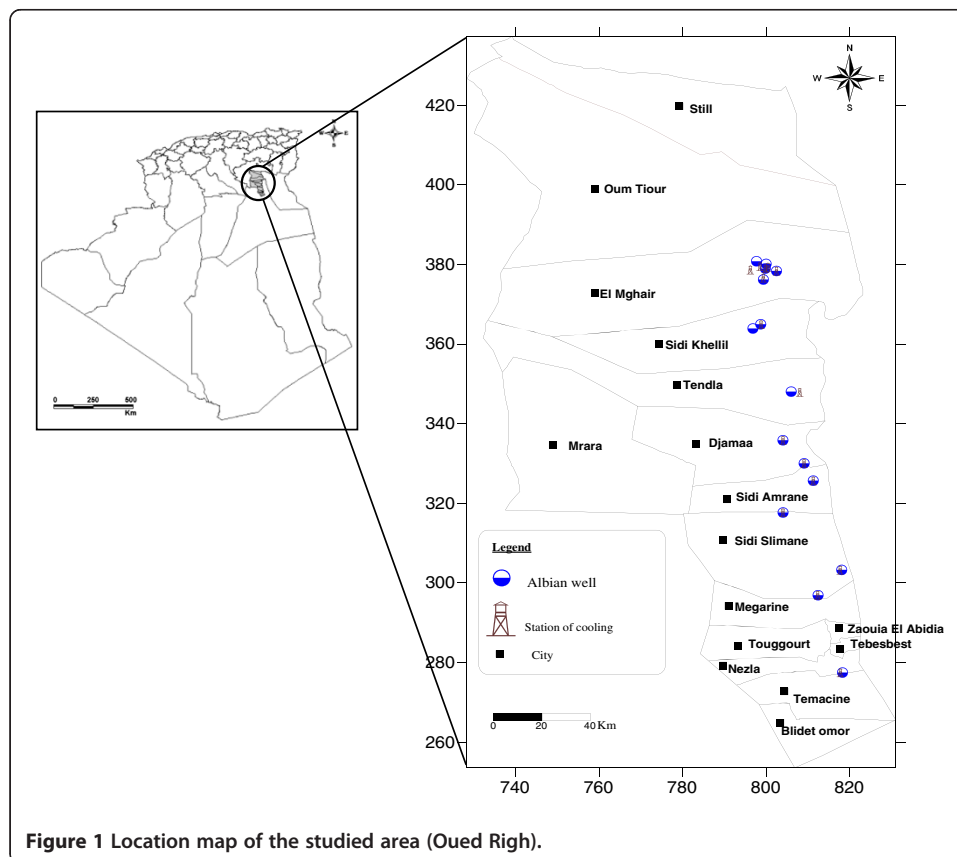 N
W E
S
420
400
380
360
340
320
300
280
260
740 760 780 800 820
Still
Oum Tiour
El Mghair
Sidi Khellil
Tendla
Mrara
Djamaa
Sidi Amrane
Sidi Slimane
Megarine
Zaouia El Abidia
Touggourt
Tebesbest
Nezla
Temacine
Blidet omor
Legend
Albian well
Station of cooling
City
0 20 40 Km
0 250 500
Km
Figure 1 Location map of the studied area (Oued Righ).